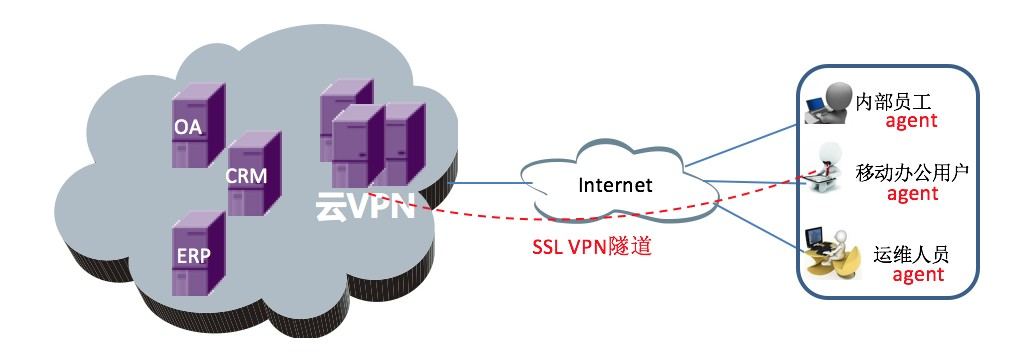 OA
CRM
ERP
云VPN
Internet
SSL VPN隧道
内部员工
agent
移动办公用户
agent
运维人员
agent